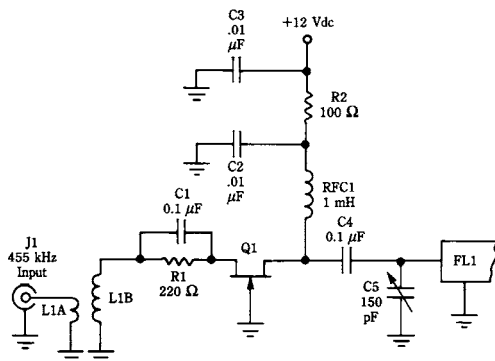 C3
.01
μF
+12 Vdc
R2
100 Ω
C2
.01
μF
RFC1
1 mH
C1
0.1 μF
C4
0.1 μF
J1
455 kHz
Input
Q1
R1
220 Ω
L1A
L1B
C5
150
pF
FL1